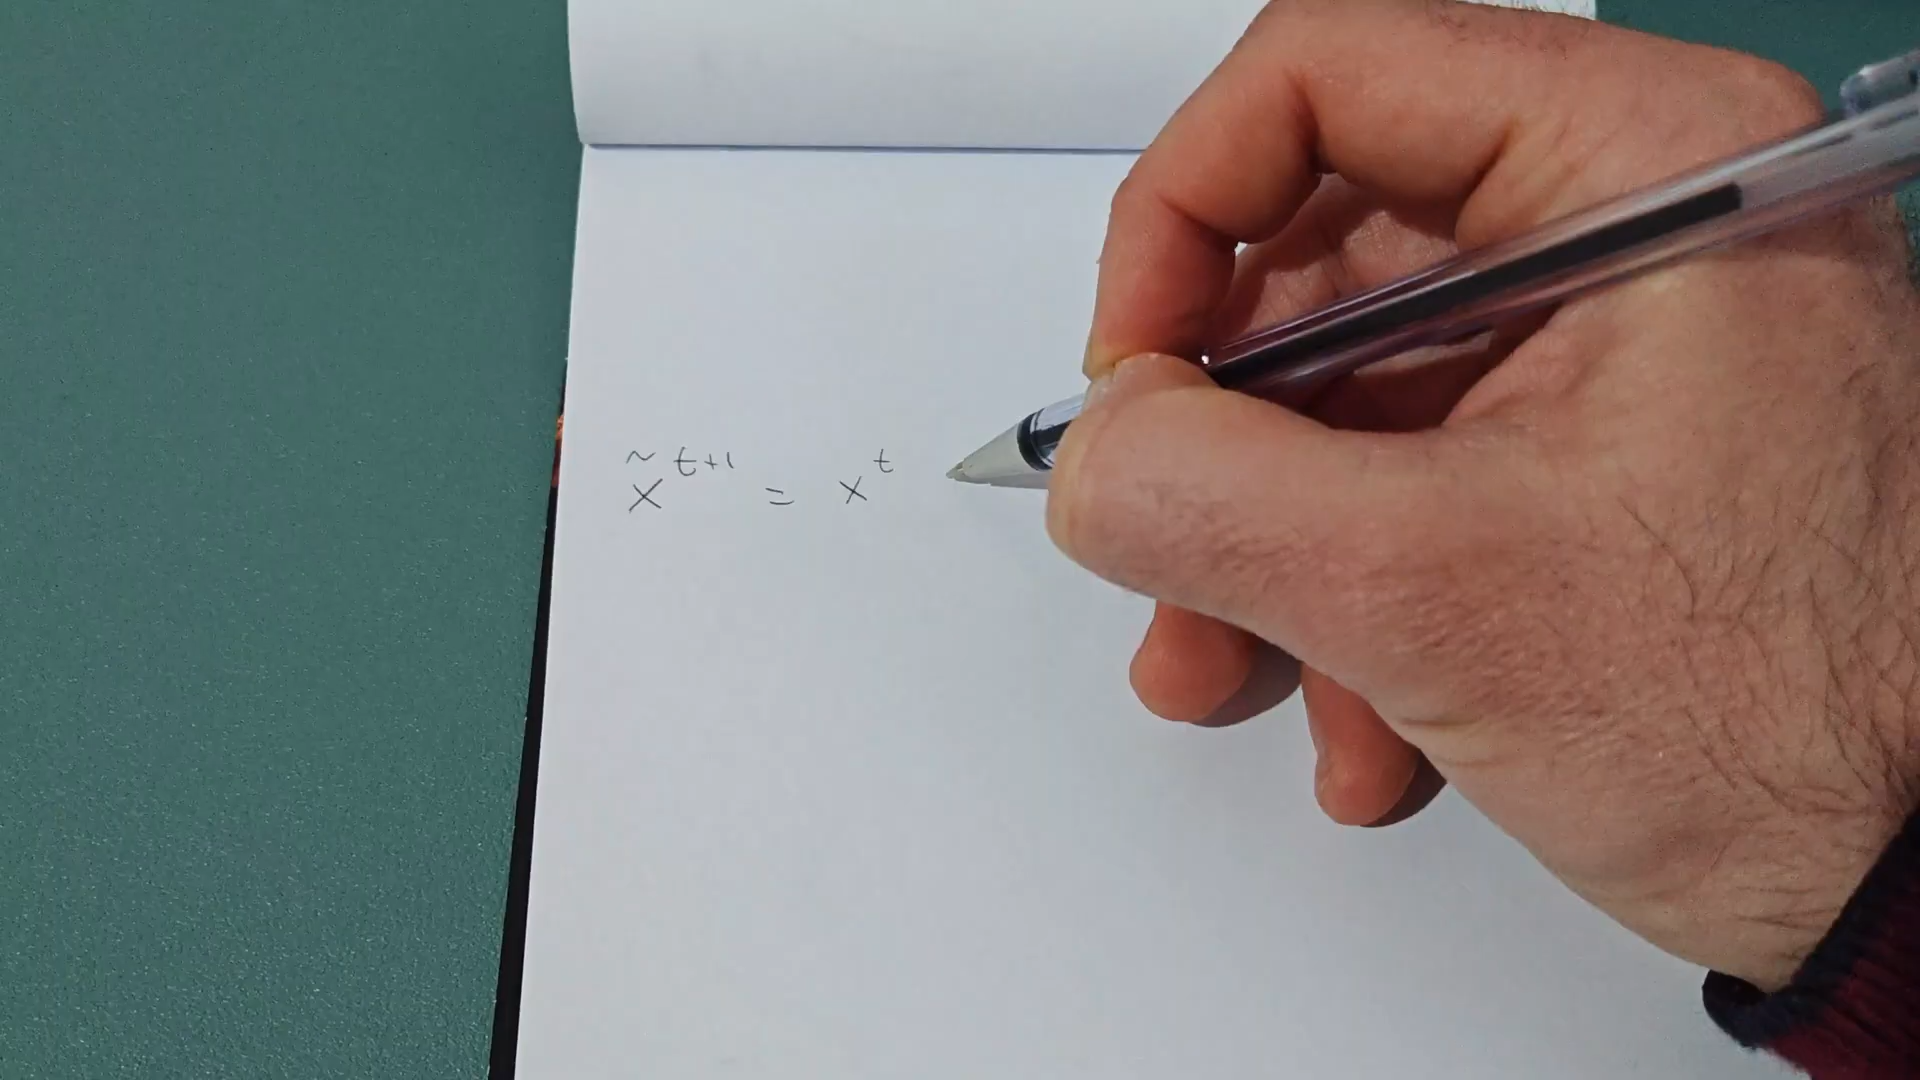 x̃^{t+1} = x^t